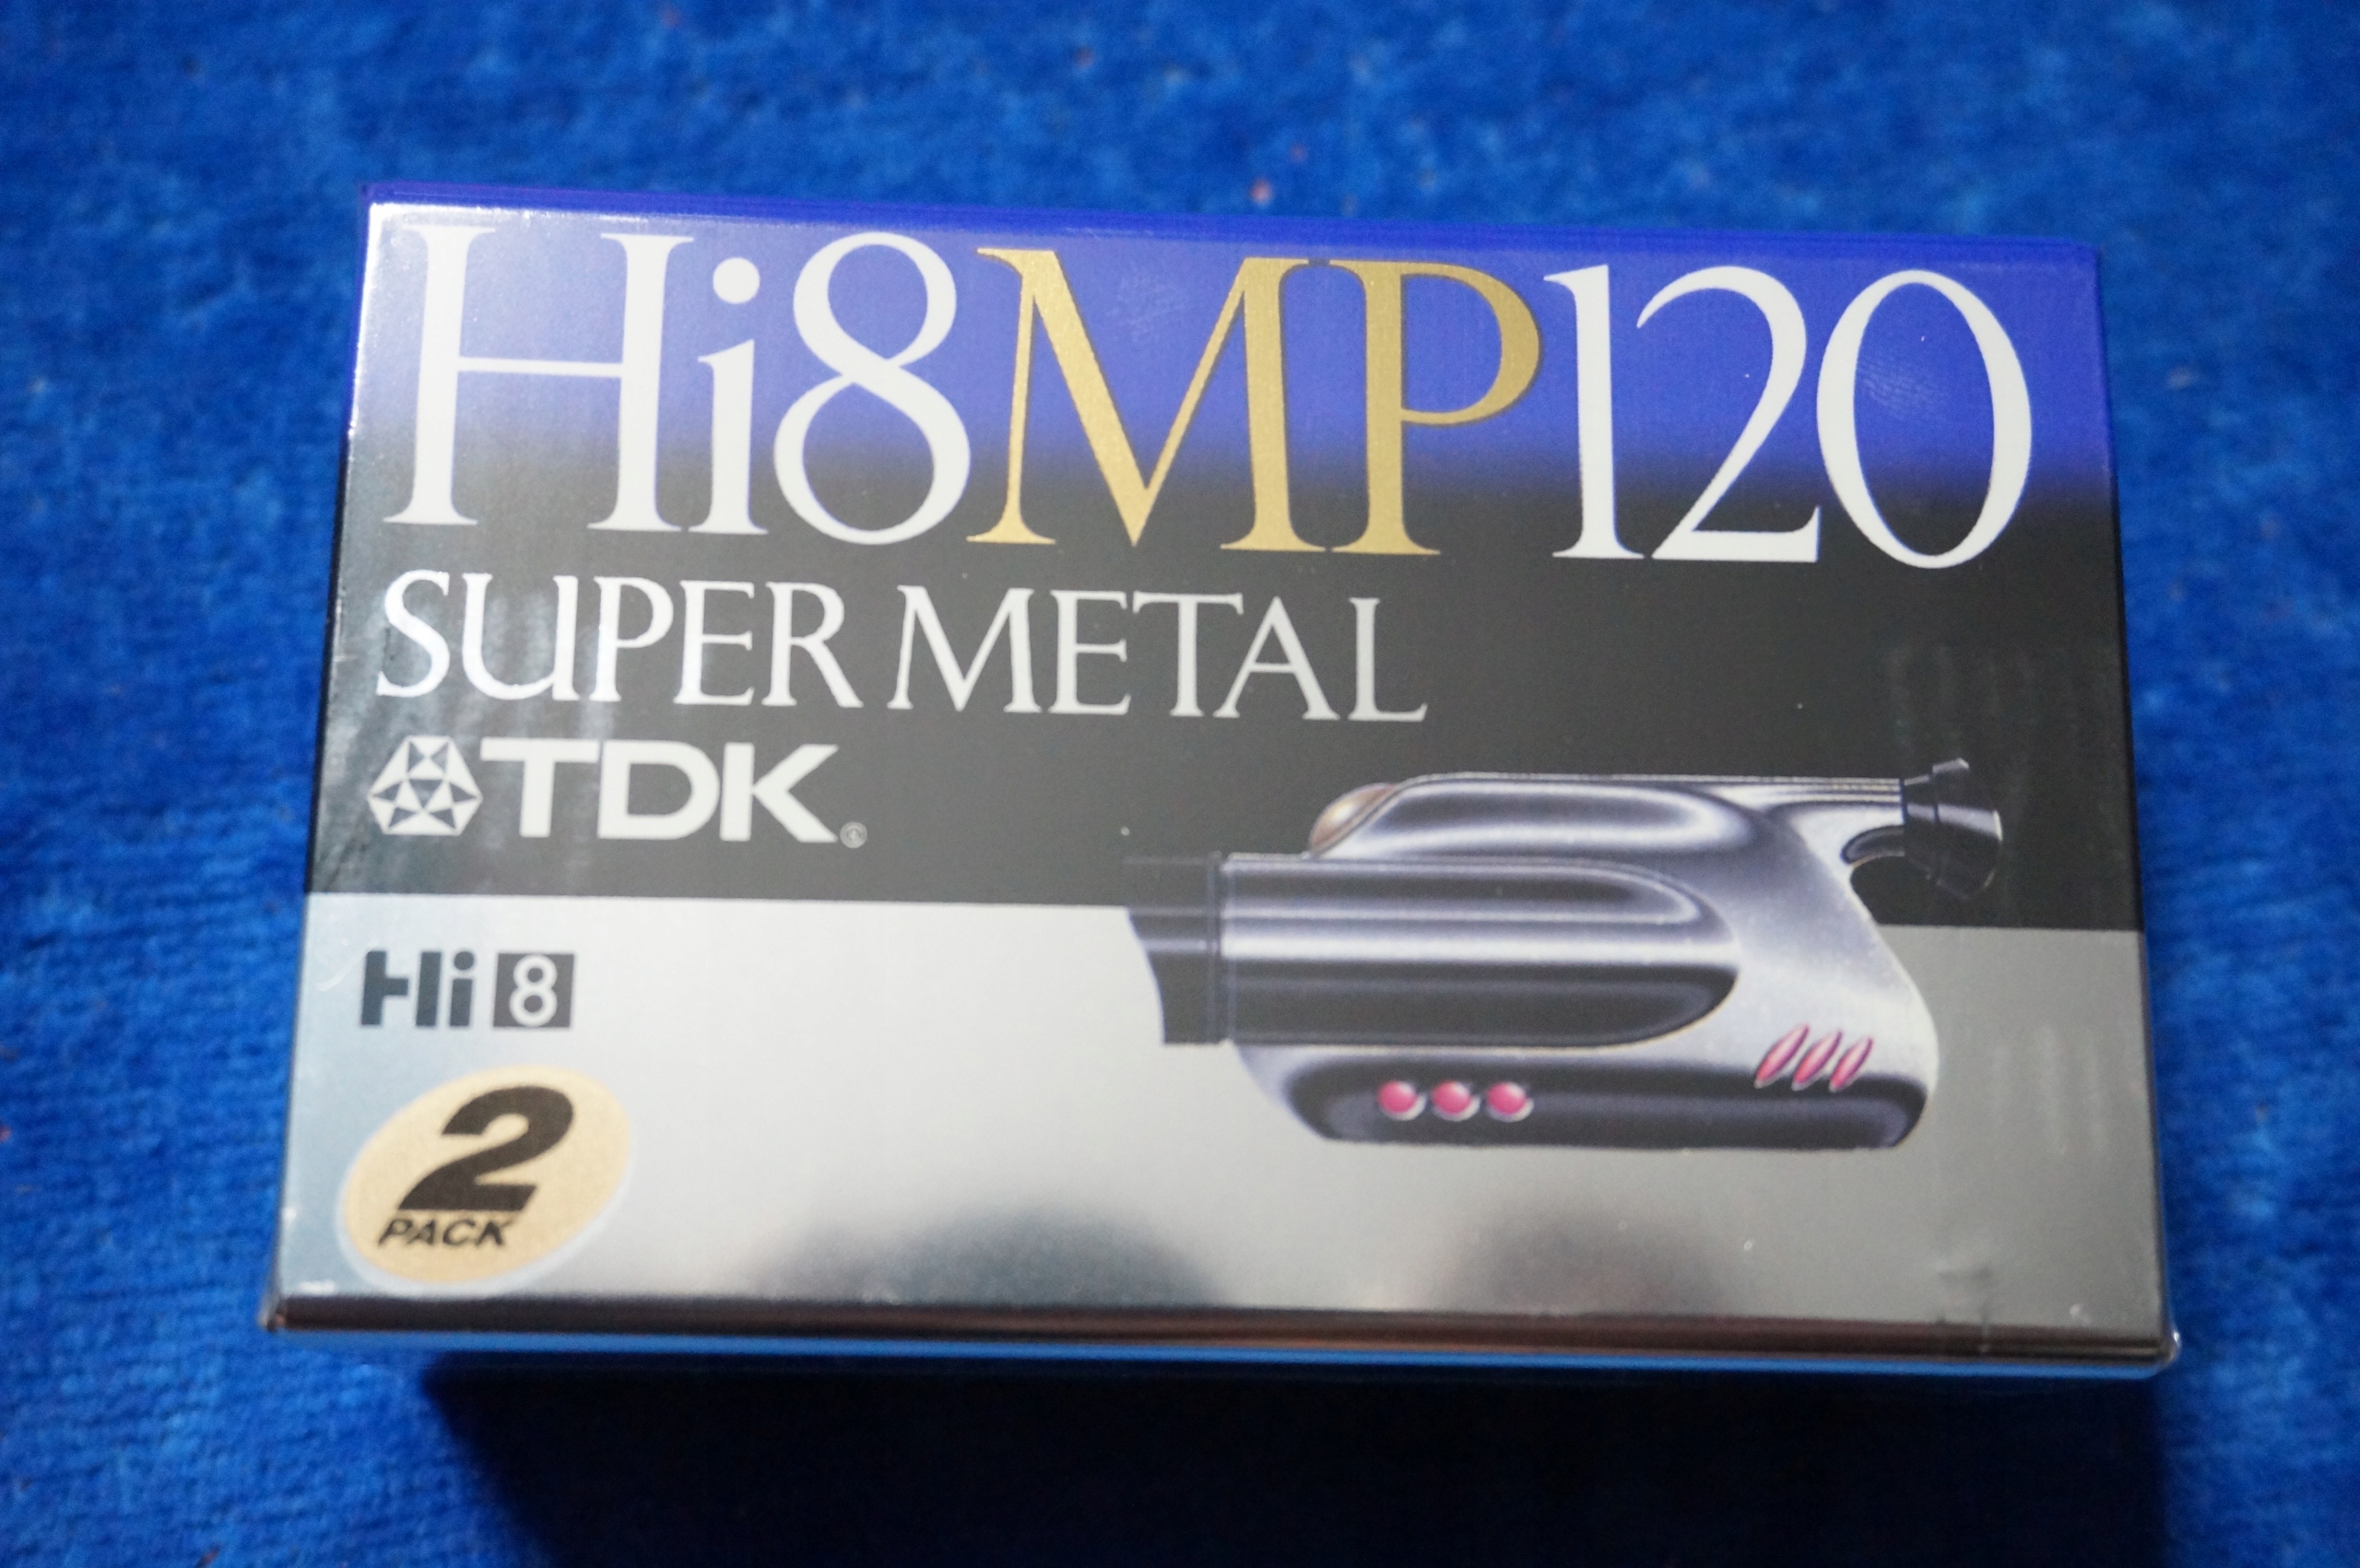 Hi8MP120
SUPER METAL
TDK®
Hi8
2
PACK